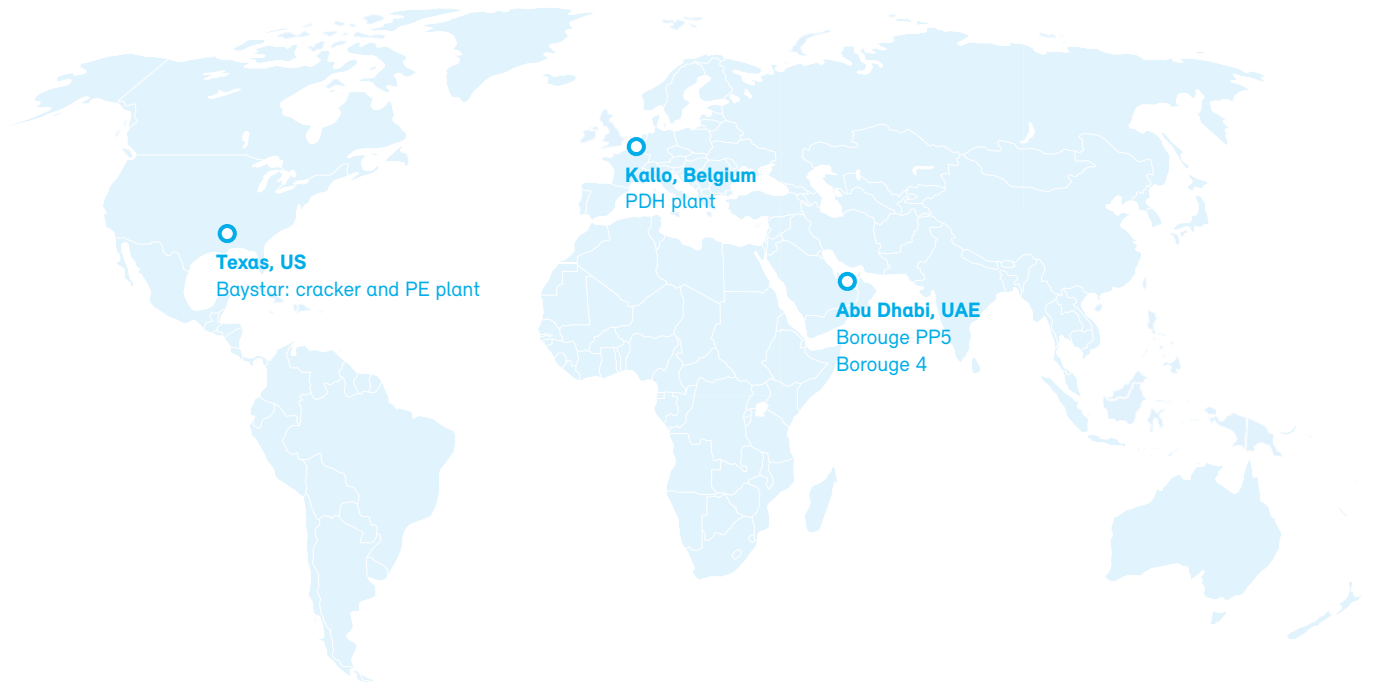 Kallo, Belgium
PDH plant
Texas, US
Baystar: cracker and PE plant
Abu Dhabi, UAE
Borouge PP5
Borouge 4